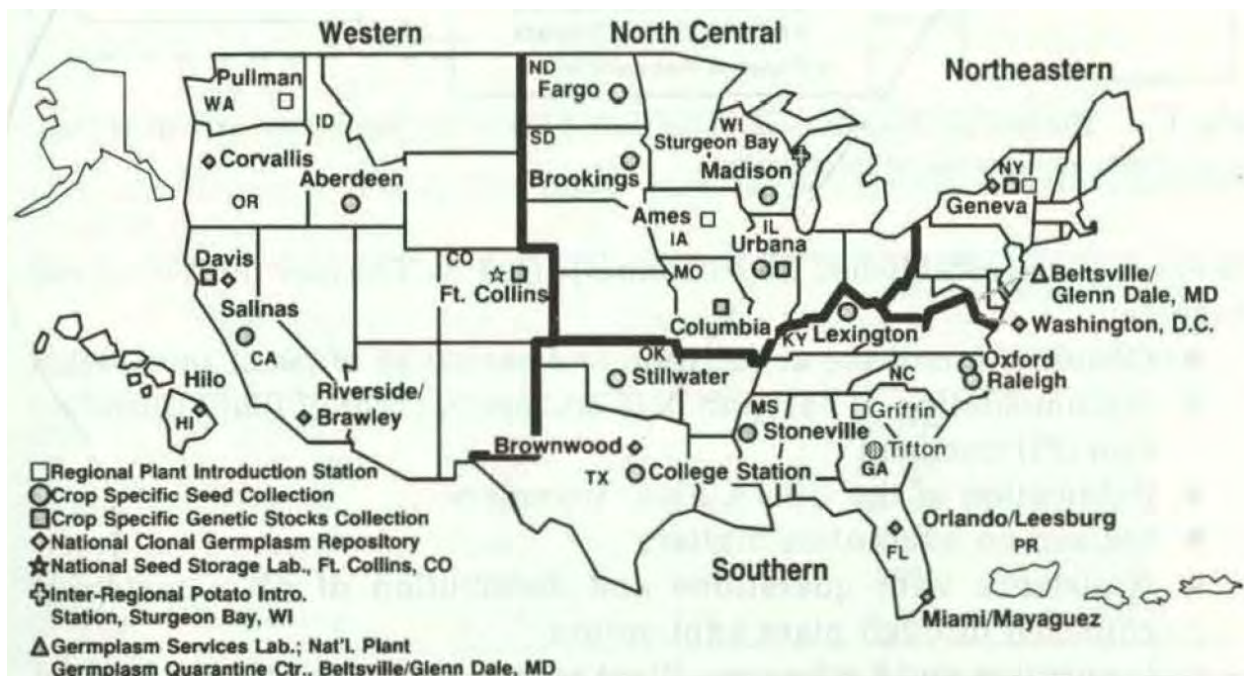 Western
North Central
Northeastern
Pullman
WA
ID
Corvallis
Aberdeen
OR
Davis
Salinas
CA
Hilo
HI
Riverside/
Brawley
CO
Ft. Collins
ND
Fargo
SD
Brookings
WI
Sturgeon Bay
Madison
Ames
IA
IL
Urbana
MO
Columbia
NY
Geneva
Beltsville/
Glenn Dale, MD
Washington, D.C.
KY
Lexington
OK
Stillwater
NC
Oxford
Raleigh
MS
Griffin
Stoneville
Tifton
GA
Brownwood
TX
College Station
Orlando/Leesburg
FL
PR
Southern
Miami/Mayaguez
Regional Plant Introduction Station
Crop Specific Seed Collection
Crop Specific Genetic Stocks Collection
National Clonal Germplasm Repository
National Seed Storage Lab., Ft. Collins, CO
Inter-Regional Potato Intro.
Station, Sturgeon Bay, WI
Germplasm Services Lab.; Nat'l. Plant
Germplasm Quarantine Ctr., Beltsville/Glenn Dale, MD